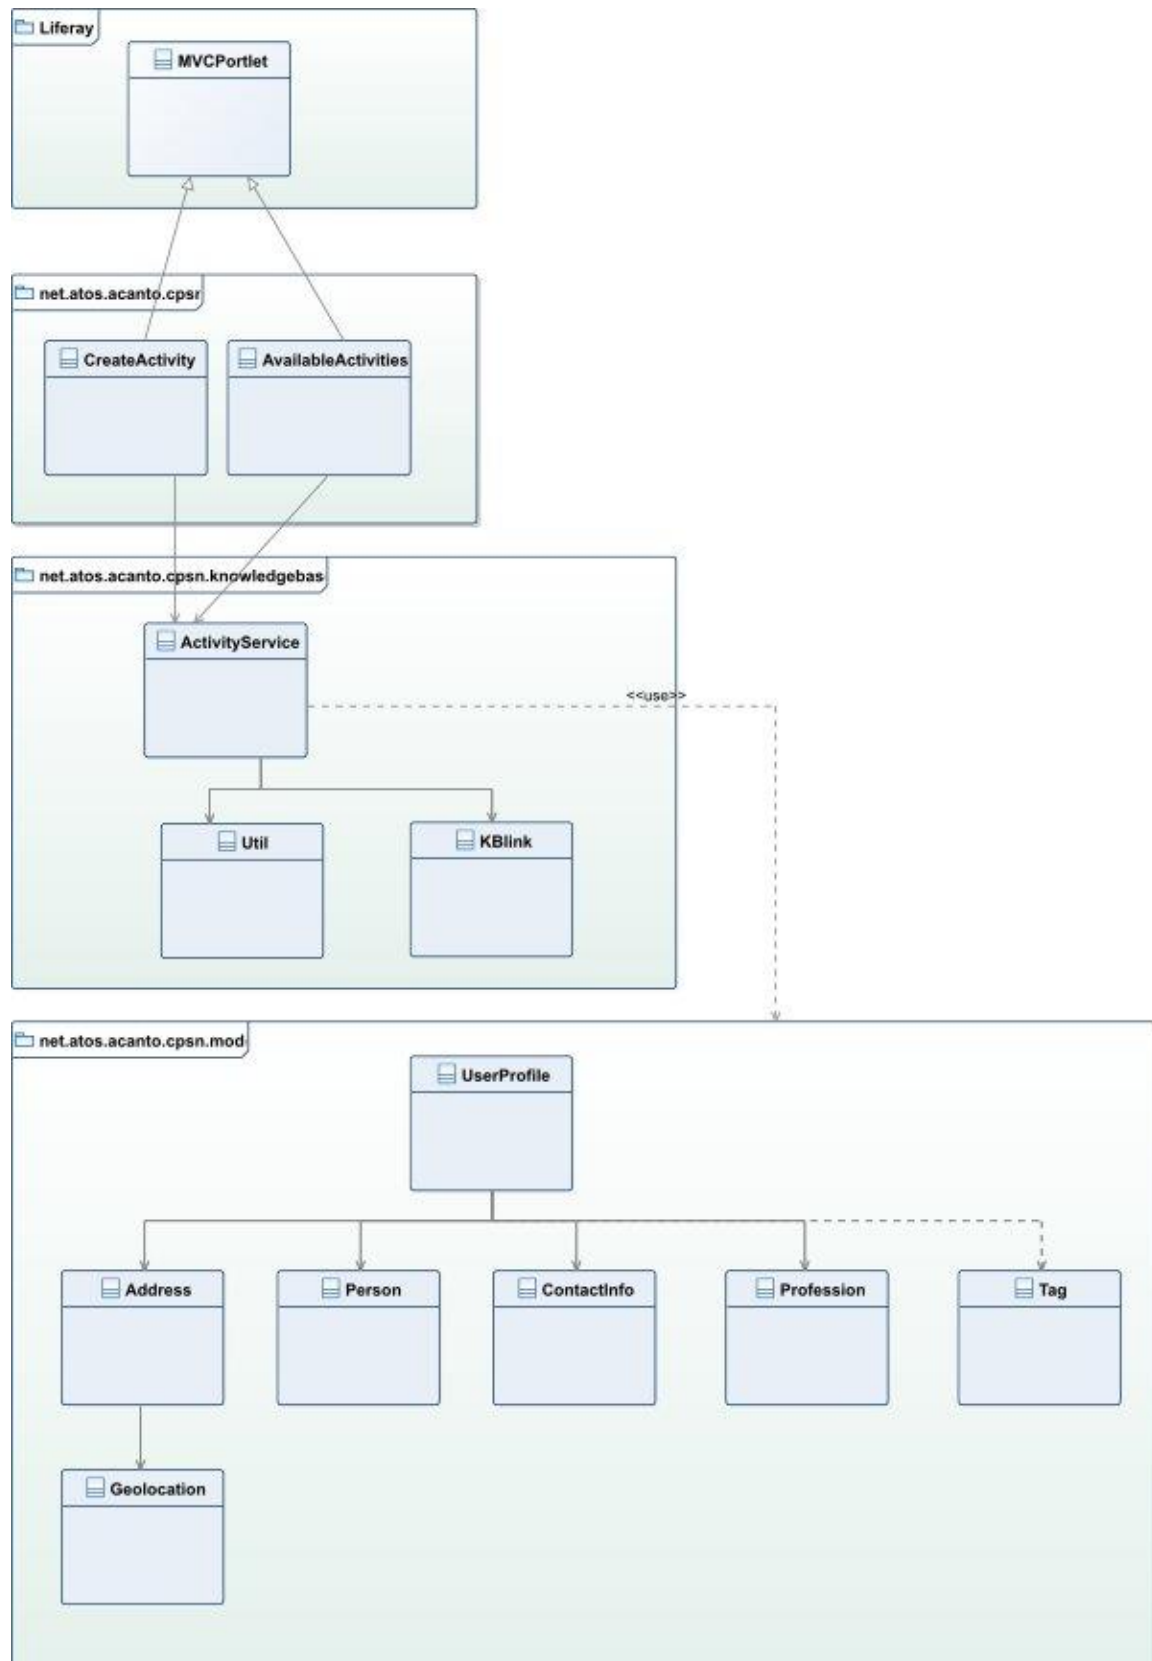 Liferay
MVCPortlet
net.atos.acanto.cpsr
CreateActivity
AvailableActivities
net.atos.acanto.cpsn.knowledgebas
ActivityService
<<use>>
Util
KBlink
net.atos.acanto.cpsn.mod
UserProfile
Address
Person
ContactInfo
Profession
Tag
Geolocation